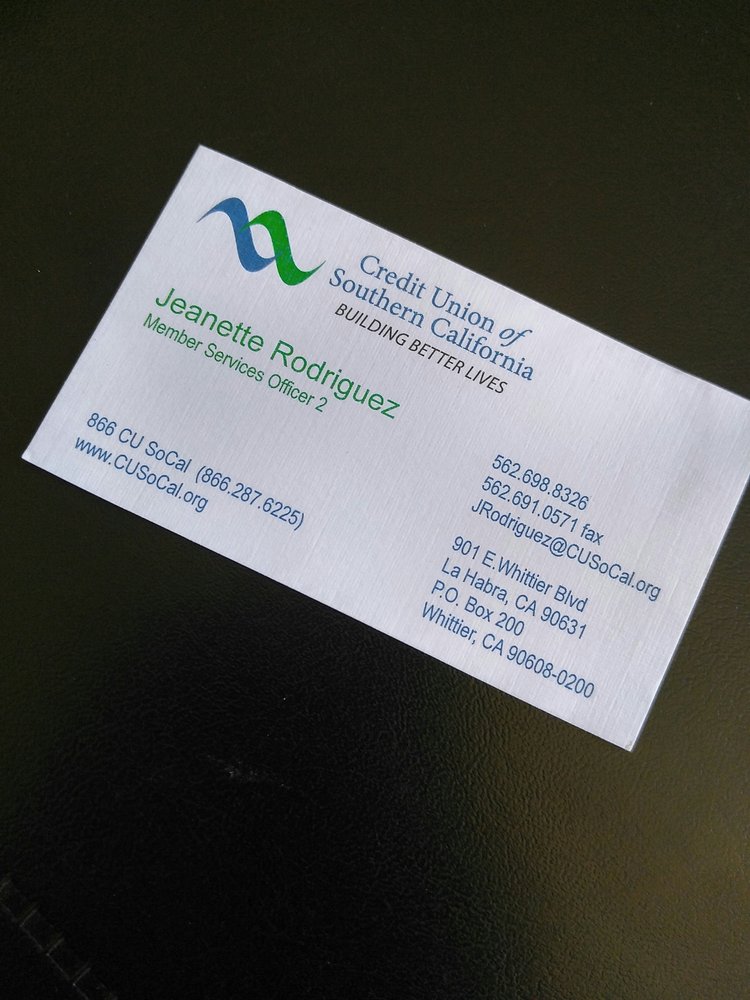 Credit Union of
Southern California
BUILDING BETTER LIVES
Jeanette Rodriguez
Member Services Officer 2
866 CU SoCal (866.287.6225)
www.CUSoCal.org
562.698.8326
562.691.0571 fax
JRodriguez@CUSoCal.org
901 E.Whittier Blvd
La Habra, CA 90631
P.O. Box 200
Whittier, CA 90608-0200